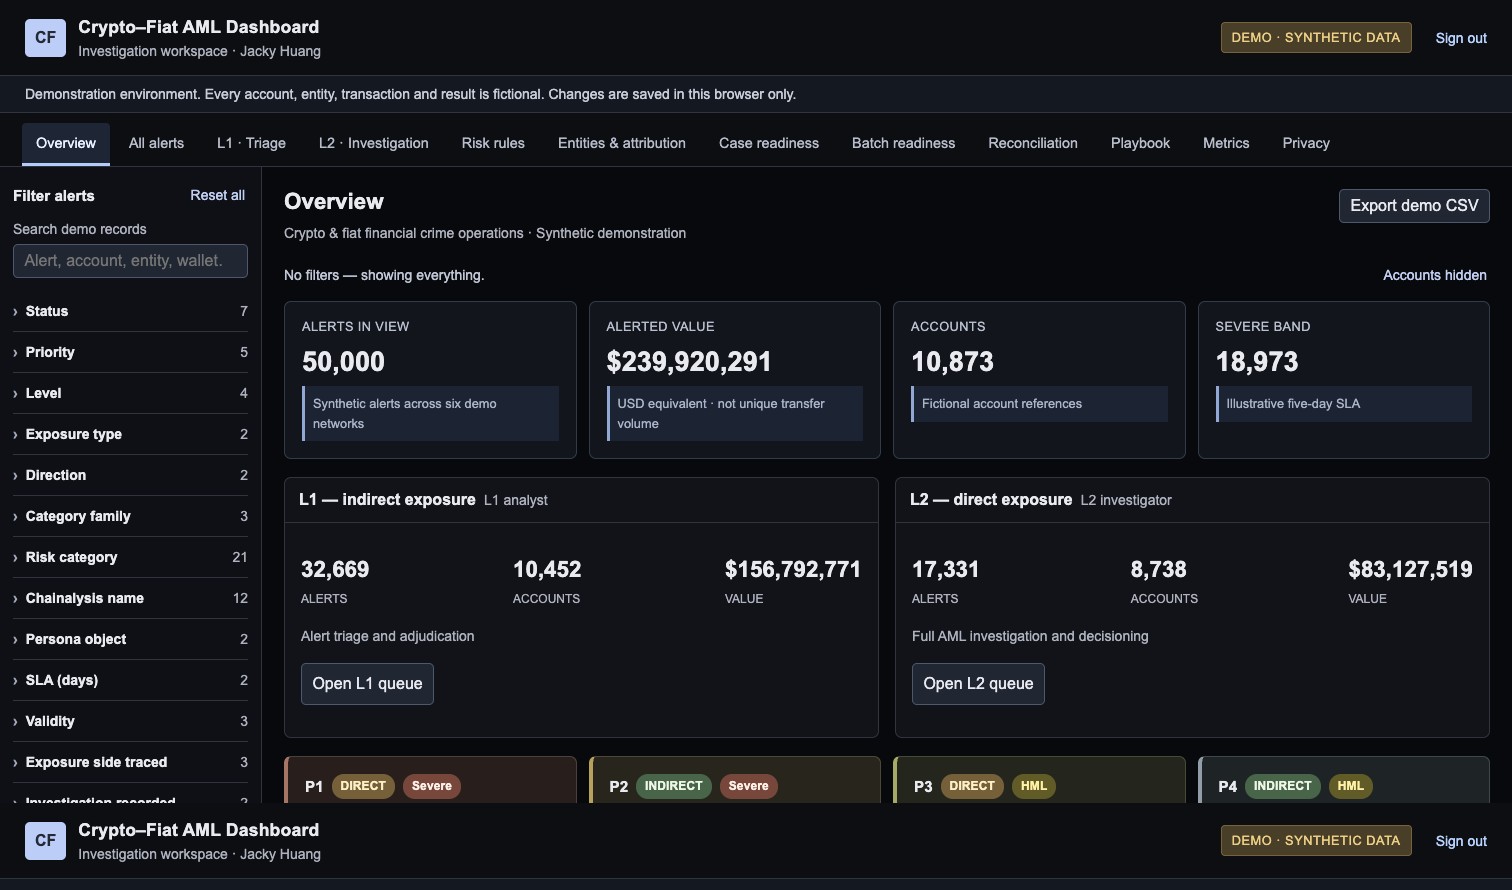 CF
Crypto–Fiat AML Dashboard
Investigation workspace · Jacky Huang
DEMO · SYNTHETIC DATA
Sign out
Demonstration environment. Every account, entity, transaction and result is fictional. Changes are saved in this browser only.
Overview
All alerts
L1 · Triage
L2 · Investigation
Risk rules
Entities & attribution
Case readiness
Batch readiness
Reconciliation
Playbook
Metrics
Privacy
Filter alerts
Reset all
Search demo records
Alert, account, entity, wallet.
› Status 7
› Priority 5
› Level 4
› Exposure type 2
› Direction 2
› Category family 3
› Risk category 21
› Chainalysis name 12
› Persona object 2
› SLA (days) 2
› Validity 3
› Exposure side traced 3
› Investigation recorded 2
Overview
Crypto & fiat financial crime operations · Synthetic demonstration
Export demo CSV
No filters — showing everything.
Accounts hidden
ALERTS IN VIEW
50,000
Synthetic alerts across six demo
networks
ALERTED VALUE
$239,920,291
USD equivalent · not unique transfer
volume
ACCOUNTS
10,873
Fictional account references
SEVERE BAND
18,973
Illustrative five-day SLA
L1 — indirect exposure L1 analyst
32,669
ALERTS
10,452
ACCOUNTS
$156,792,771
VALUE
Alert triage and adjudication
Open L1 queue
L2 — direct exposure L2 investigator
17,331
ALERTS
8,738
ACCOUNTS
$83,127,519
VALUE
Full AML investigation and decisioning
Open L2 queue
P1 DIRECT Severe
P2 INDIRECT Severe
P3 DIRECT HML
P4 INDIRECT HML
CF
Crypto–Fiat AML Dashboard
Investigation workspace · Jacky Huang
DEMO · SYNTHETIC DATA
Sign out